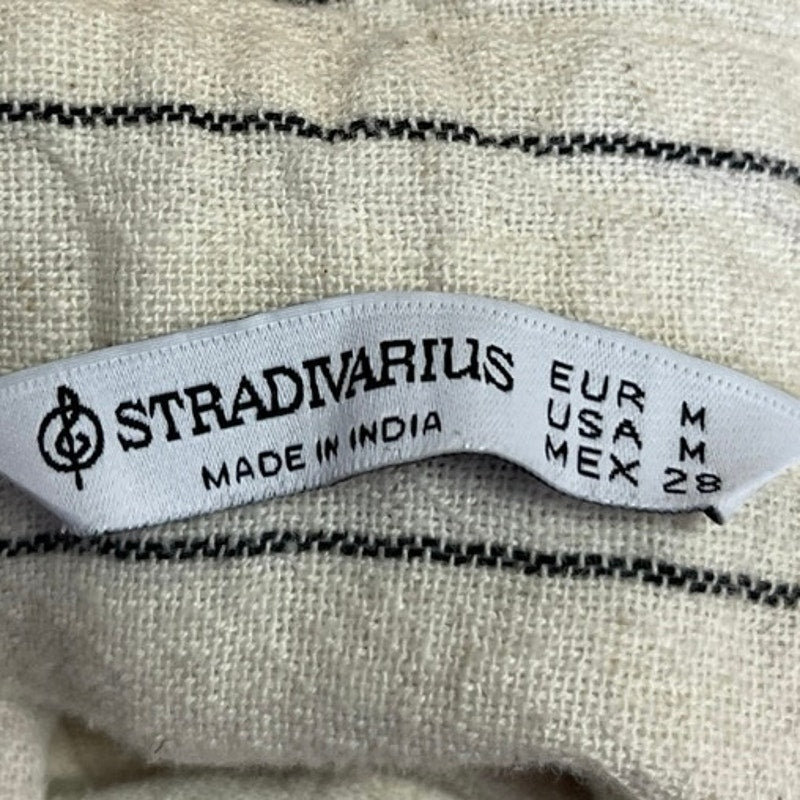 STRADIVARIUS
MADE IN INDIA
EUR M
USA M
MEX 28